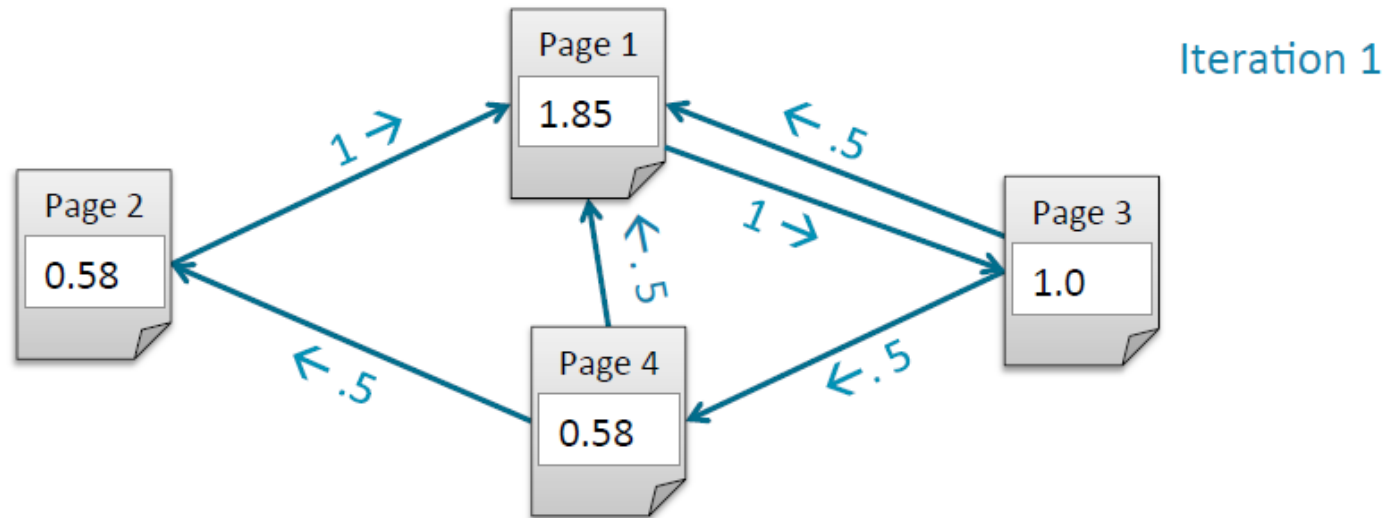 Page 1
1.85
Iteration 1
1 →
← .5
Page 2
0.58
1 →
← .5
Page 3
1.0
← .5
Page 4
0.58
← .5